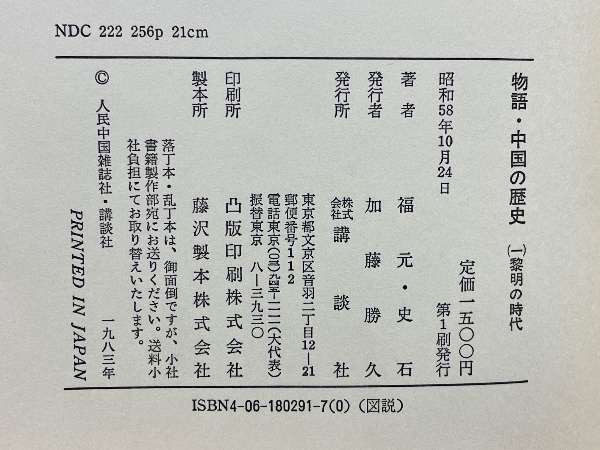 NDC 222 256p 21cm
物語・中国の歴史 (一)黎明の時代
定価一五〇〇円
昭和58年10月24日 第1刷発行
著者 福元・史石
発行者 加藤勝久
発行所 株式会社講談社
東京都文京区音羽二丁目12—21
郵便番号112
電話東京(〇三)九四五—一一一一(大代表)
振替東京 八—三九三〇
印刷所 凸版印刷株式会社
製本所 藤沢製本株式会社
落丁本・乱丁本は、御面倒ですが、小社
書籍製作部宛にお送りください。送料小
社負担にてお取り替えいたします。
© 人民中国雑誌社・講談社 一九八三年
PRINTED IN JAPAN
ISBN4-06-180291-7(0) (図説)